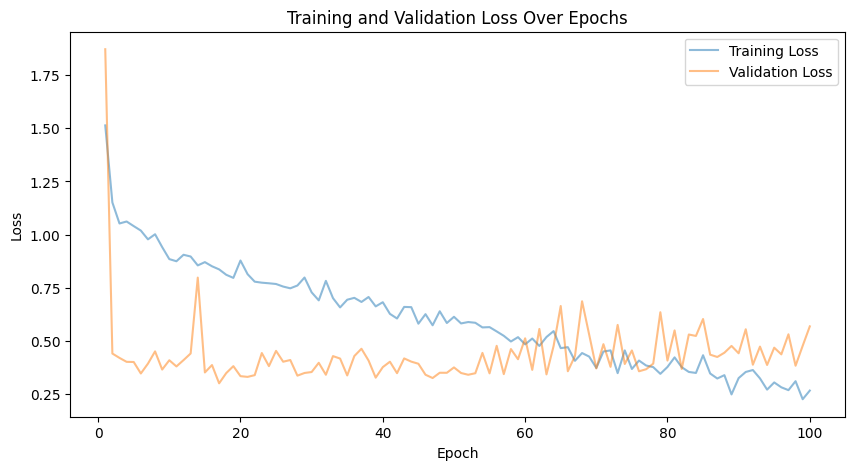 Training and Validation Loss Over Epochs
Training Loss
Validation Loss
1.75
1.50
1.25
1.00
0.75
0.50
0.25
Loss
0 20 40 60 80 100
Epoch